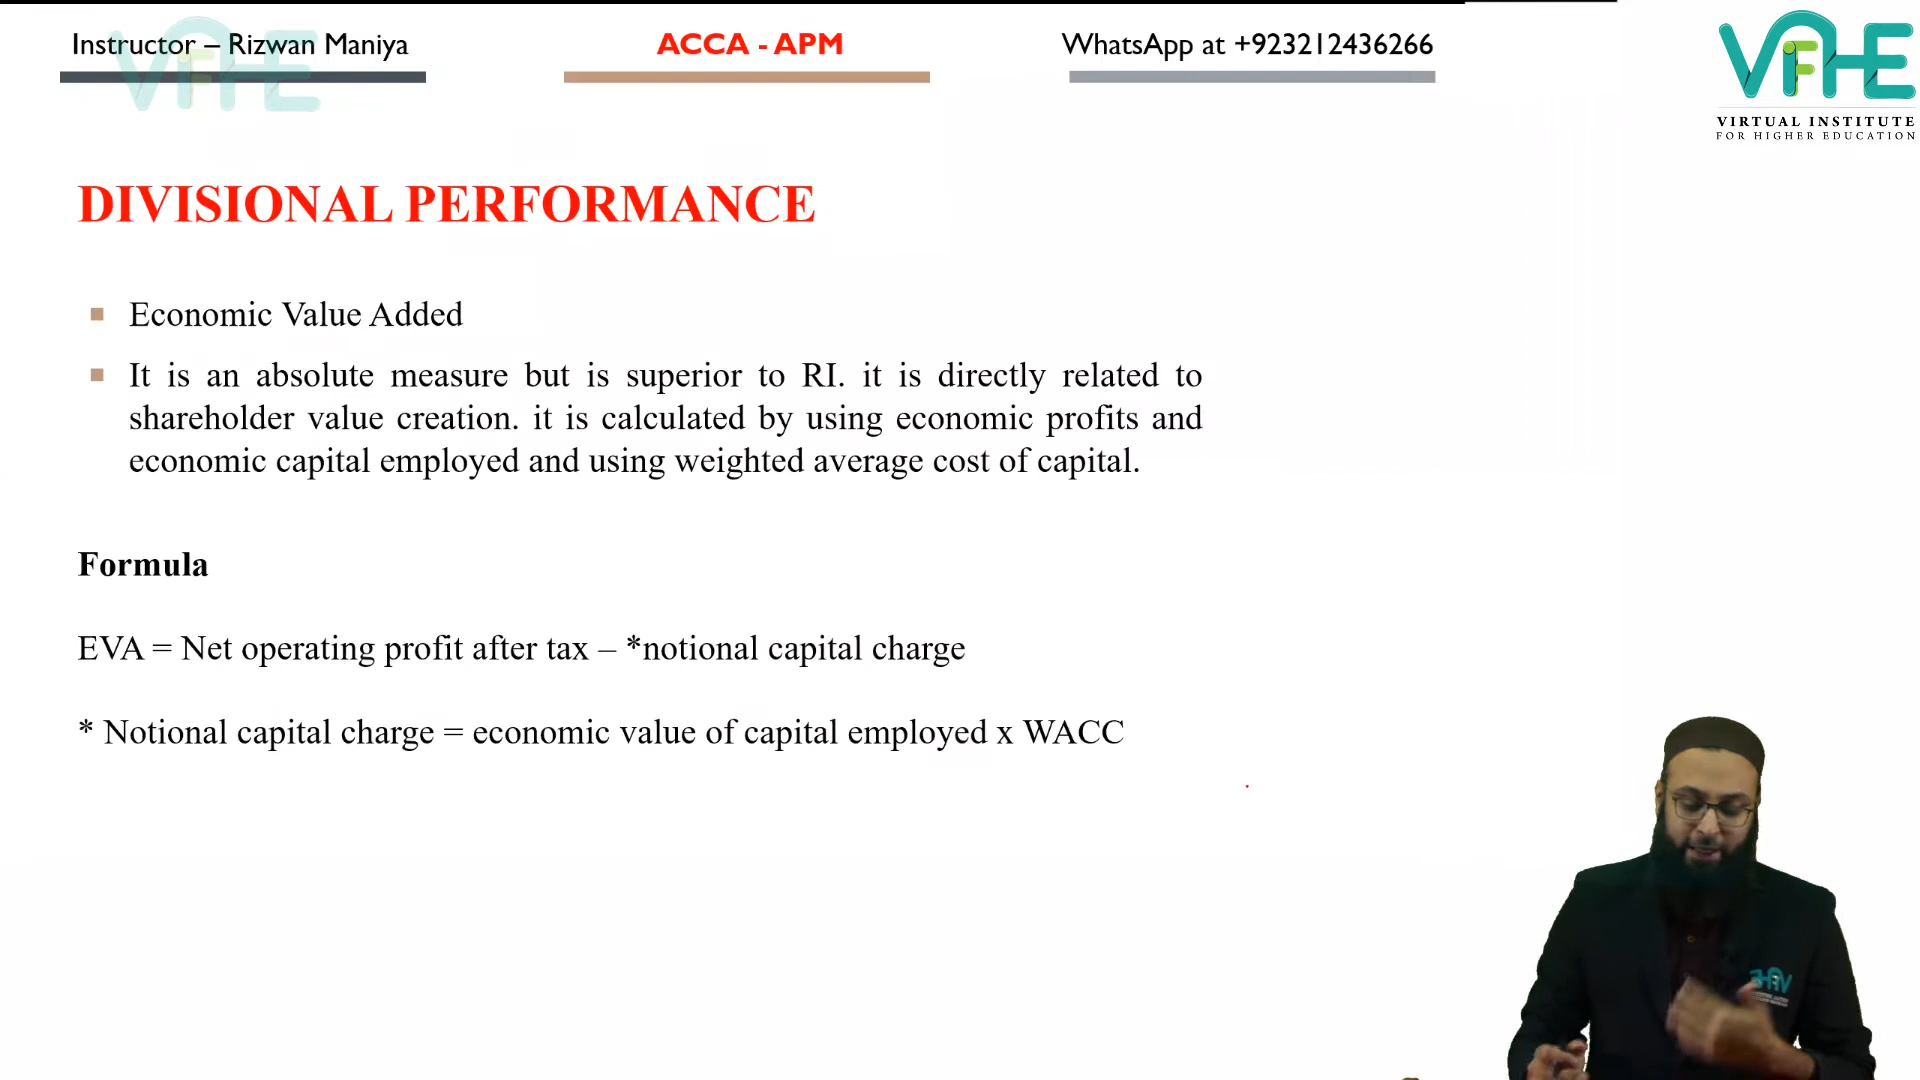 Instructor – Rizwan Maniya
ACCA - APM
WhatsApp at +923212436266
VIFHE
VIRTUAL INSTITUTE
FOR HIGHER EDUCATION
DIVISIONAL PERFORMANCE
Economic Value Added
It is an absolute measure but is superior to RI. it is directly related to
shareholder value creation. it is calculated by using economic profits and
economic capital employed and using weighted average cost of capital.
Formula
EVA = Net operating profit after tax – *notional capital charge
* Notional capital charge = economic value of capital employed x WACC